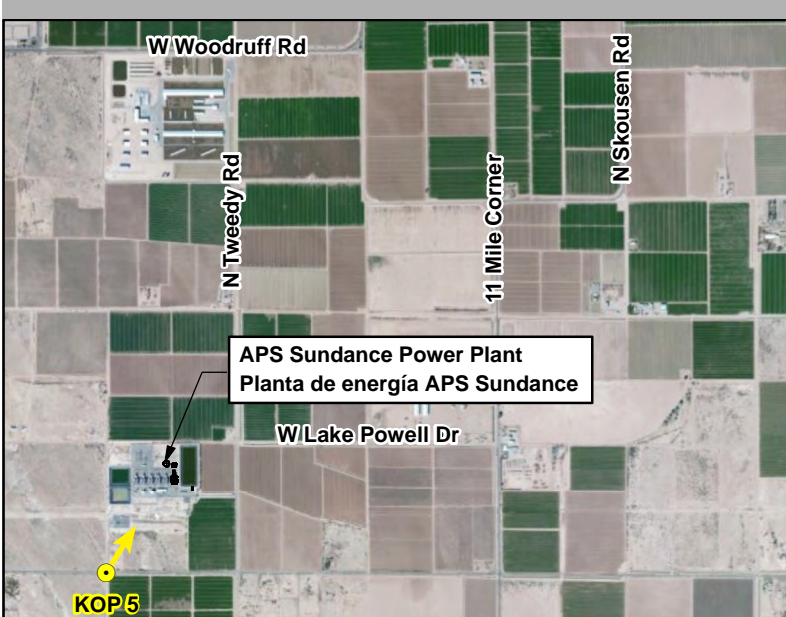 W Woodruff Rd
N Skousen Rd
N Tweedy Rd
11 Mile Corner
APS Sundance Power Plant
Planta de energía APS Sundance
W Lake Powell Dr
KOP 5